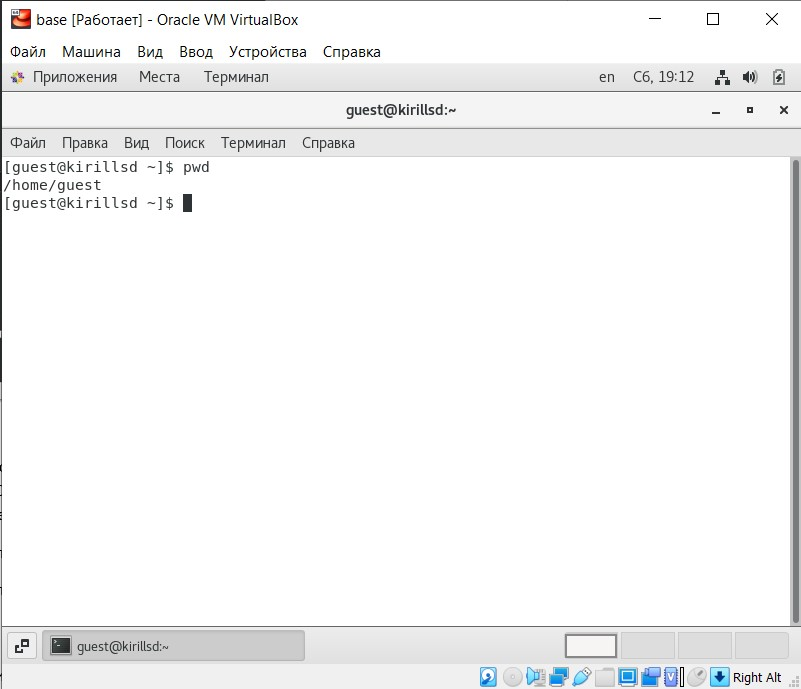 base [Работает] - Oracle VM VirtualBox
Файл Машина Вид Ввод Устройства Справка
Приложения Места Терминал en Сб, 19:12
guest@kirillsd:~
Файл Правка Вид Поиск Терминал Справка
[guest@kirillsd ~]$ pwd
/home/guest
[guest@kirillsd ~]$
guest@kirillsd:~
Right Alt